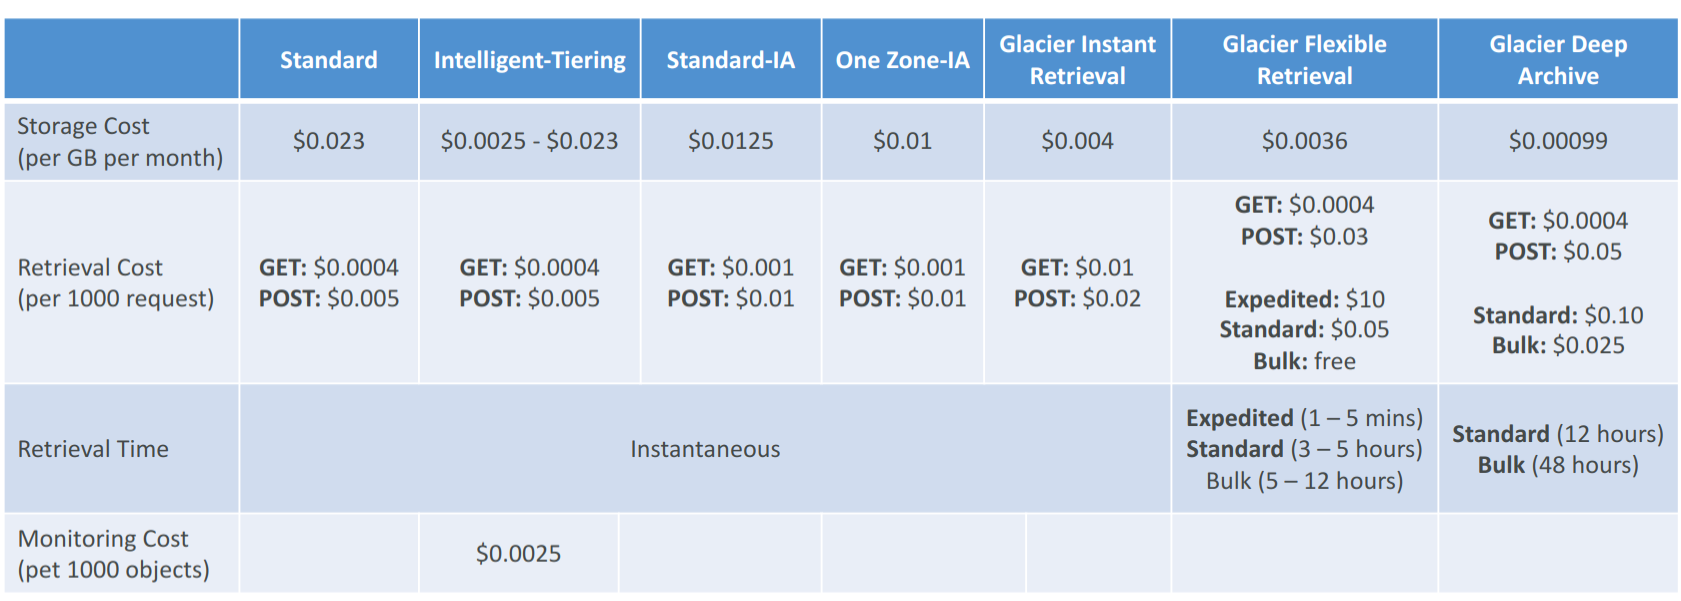 Standard
Intelligent-Tiering
Standard-IA
One Zone-IA
Glacier Instant
Retrieval
Glacier Flexible
Retrieval
Glacier Deep
Archive
Storage Cost
(per GB per month)
$0.023
$0.0025 - $0.023
$0.0125
$0.01
$0.004
$0.0036
$0.00099
Retrieval Cost
(per 1000 request)
GET: $0.0004
POST: $0.005
GET: $0.0004
POST: $0.005
GET: $0.001
POST: $0.01
GET: $0.001
POST: $0.01
GET: $0.01
POST: $0.02
GET: $0.0004
POST: $0.03
Expedited: $10
Standard: $0.05
Bulk: free
GET: $0.0004
POST: $0.05
Standard: $0.10
Bulk: $0.025
Retrieval Time
Instantaneous
Expedited (1 – 5 mins)
Standard (3 – 5 hours)
Bulk (5 – 12 hours)
Standard (12 hours)
Bulk (48 hours)
Monitoring Cost
(pet 1000 objects)
$0.0025